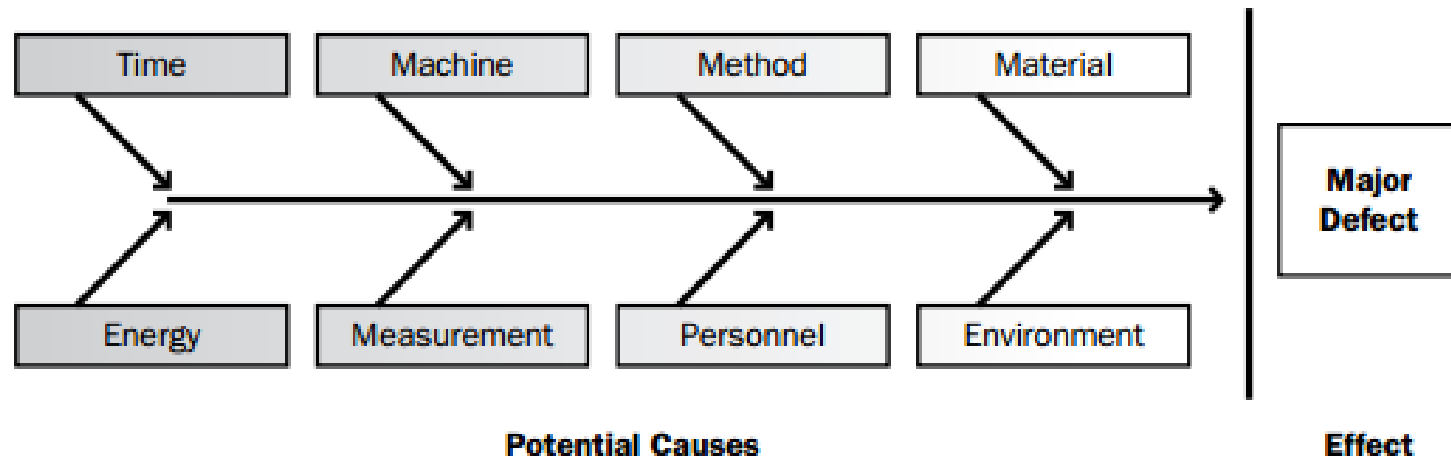 Time
Machine
Method
Material
Major
Defect
Energy
Measurement
Personnel
Environment
Potential Causes
Effect